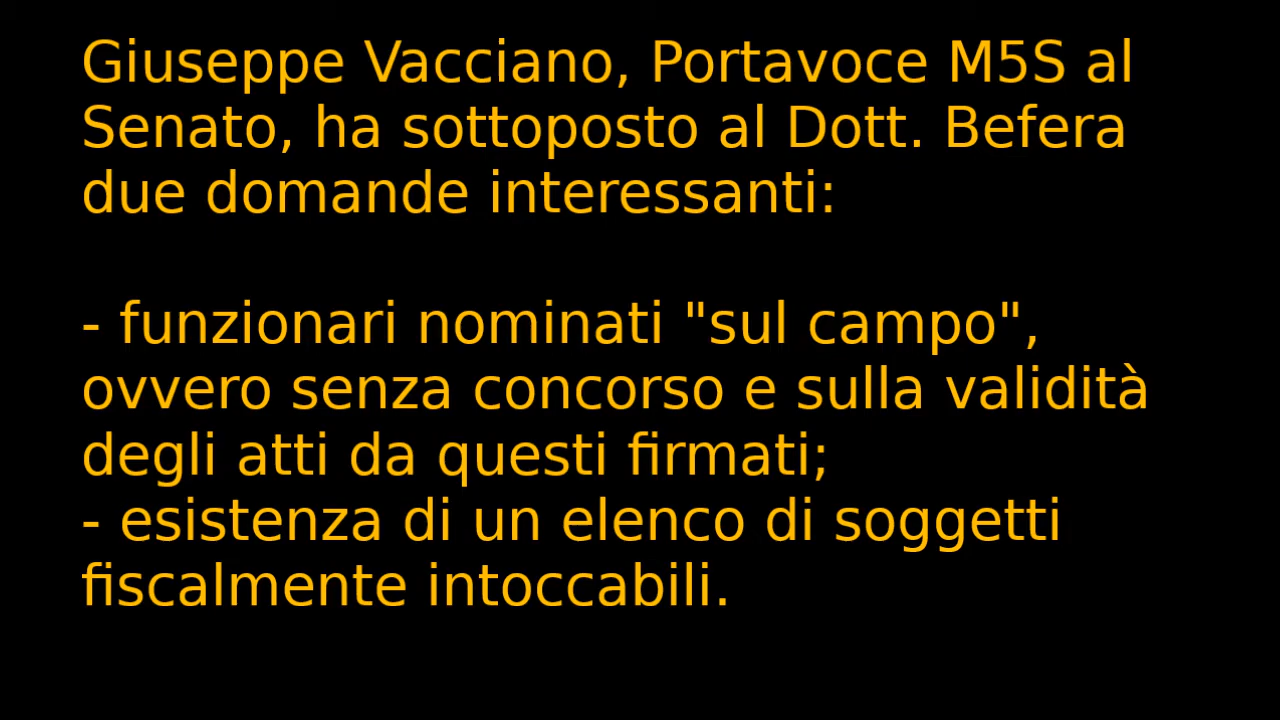 Giuseppe Vacciano, Portavoce M5S al
Senato, ha sottoposto al Dott. Befera
due domande interessanti:
- funzionari nominati "sul campo",
ovvero senza concorso e sulla validità
degli atti da questi firmati;
- esistenza di un elenco di soggetti
fiscalmente intoccabili.